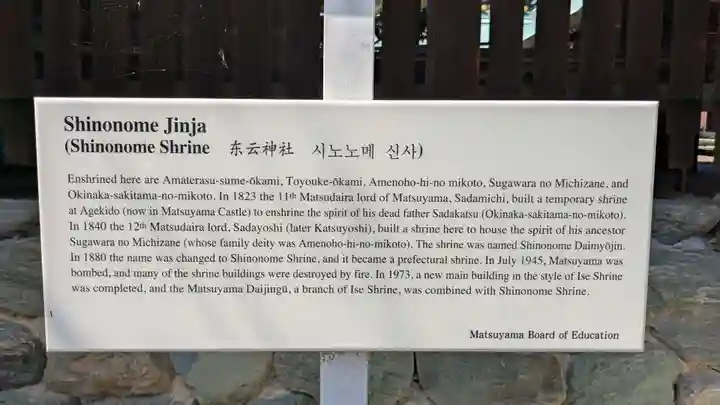 Shinonome Jinja
(Shinonome Shrine 东云神社 시노노메 신사)
Enshrined here are Amaterasu-sume-ōkami, Toyouke-ōkami, Amenoho-hi-no mikoto, Sugawara no Michizane, and
Okinaka-sakitama-no-mikoto. In 1823 the 11th Matsudaira lord of Matsuyama, Sadamichi, built a temporary shrine
at Agekido (now in Matsuyama Castle) to enshrine the spirit of his dead father Sadakatsu (Okinaka-sakitama-no-mikoto).
In 1840 the 12th Matsudaira lord, Sadayoshi (later Katsuyoshi), built a shrine here to house the spirit of his ancestor
Sugawara no Michizane (whose family deity was Amenoho-hi-no-mikoto). The shrine was named Shinonome Daimyōjin.
In 1880 the name was changed to Shinonome Shrine, and it became a prefectural shrine. In July 1945, Matsuyama was
bombed, and many of the shrine buildings were destroyed by fire. In 1973, a new main building in the style of Ise Shrine
was completed, and the Matsuyama Daijingū, a branch of Ise Shrine, was combined with Shinonome Shrine.
Matsuyama Board of Education